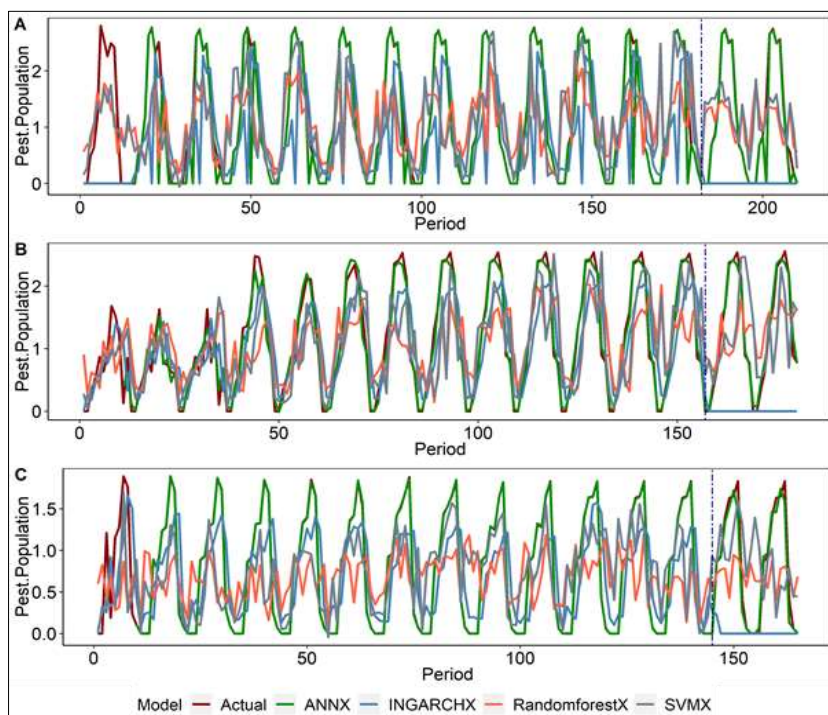 A
Pest.Population
2
1
0
0 50 100 150 200
Period
B
Pest.Population
2
1
0
50 100 150
Period
C
Pest.Population
1.5
1.0
0.5
0.0
0 50 100 150
Period
Model Actual ANNX INGARCHX RandomforestX SVMX